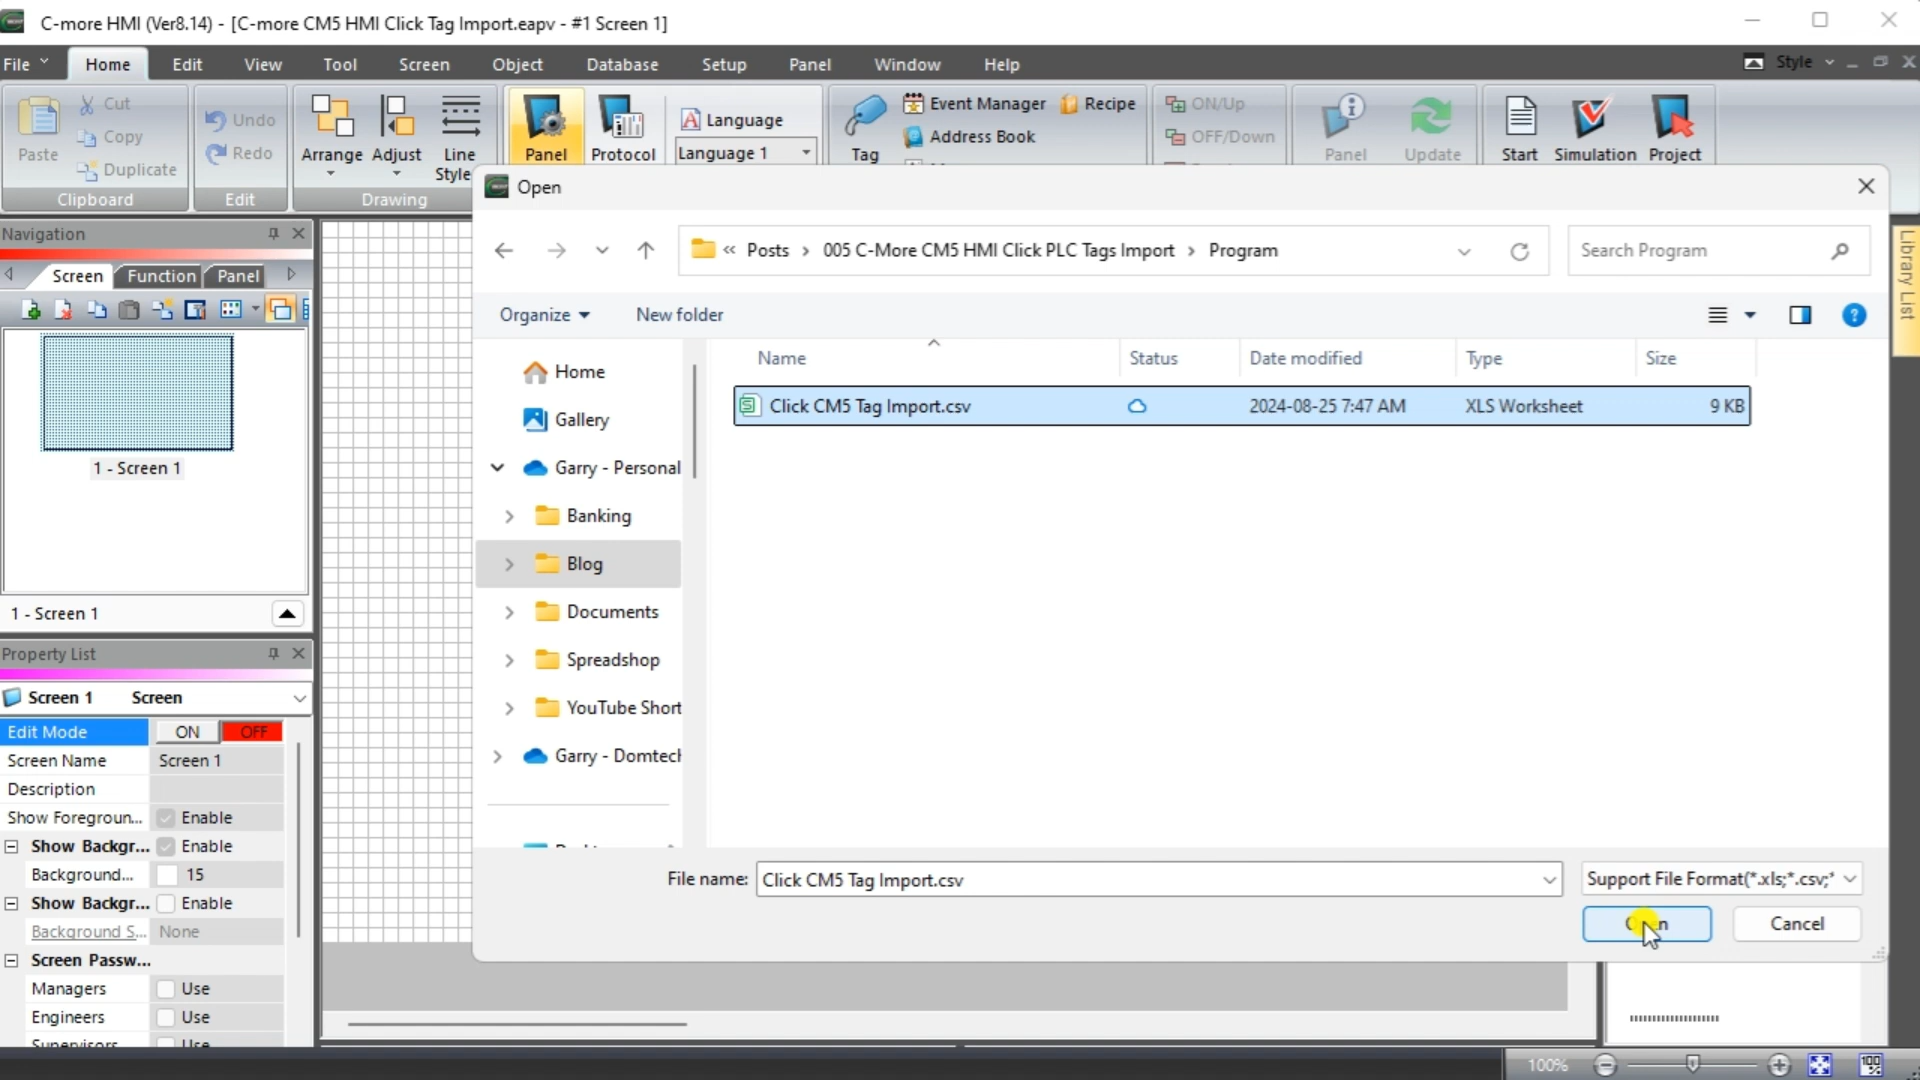 C-more HMI (Ver8.14) - [C-more CM5 HMI Click Tag Import.eapv - #1 Screen 1]
File Home Edit View Tool Screen Object Database Setup Panel Window Help Style
Paste Cut Copy Duplicate Clipboard
Undo Redo Edit
Arrange Adjust Line Style Drawing
Panel Protocol Language Language 1
Tag Event Manager Recipe Address Book
ON/Up OFF/Down
Panel Update
Start Simulation Project
Navigation
Screen Function Panel
1 - Screen 1
1 - Screen 1
Property List
Screen 1 Screen
Edit Mode ON OFF
Screen Name Screen 1
Description
Show Foregroun... Enable
Show Backgr... Enable
Background... 15
Show Backgr... Enable
Background S... None
Screen Passw...
Managers Use
Engineers Use
Supervisors Use
Open
« Posts > 005 C-More CM5 HMI Click PLC Tags Import > Program
Search Program
Organize New folder
Home
Gallery
Garry - Personal
Banking
Blog
Documents
Spreadshop
YouTube Short
Garry - Domtech
Name Status Date modified Type Size
Click CM5 Tag Import.csv 2024-08-25 7:47 AM XLS Worksheet 9 KB
File name: Click CM5 Tag Import.csv
Support File Format(*.xls;*.csv;*
Open Cancel
Library List
100%